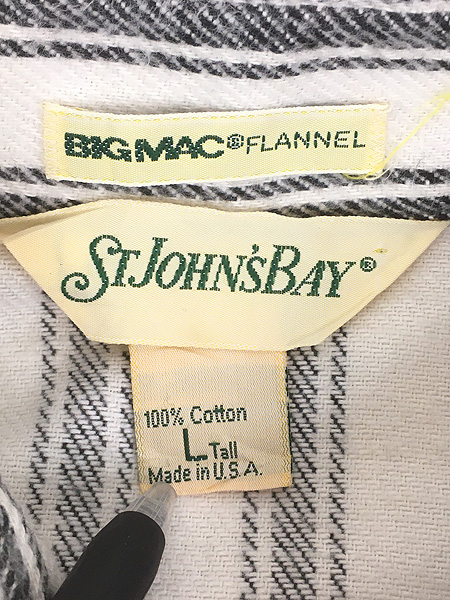 BIG MAC ® FLANNEL
ST JOHN'S BAY ®
100% Cotton
L Tall
Made in U.S.A.